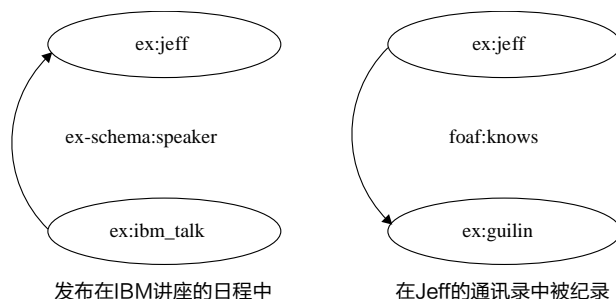 ex:jeff
ex-schema:speaker
ex:ibm_talk
发布在IBM讲座的日程中
ex:jeff
foaf:knows
ex:guilin
在Jeff的通讯录中被纪录